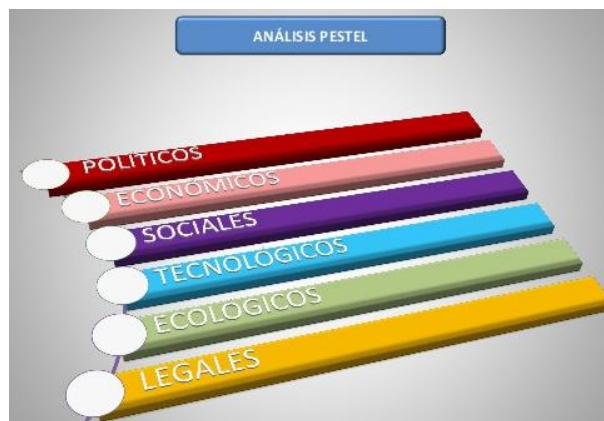 ANÁLISIS PESTEL
POLÍTICOS
ECONÓMICOS
SOCIALES
TECNOLÓGICOS
ECOLÓGICOS
LEGALES